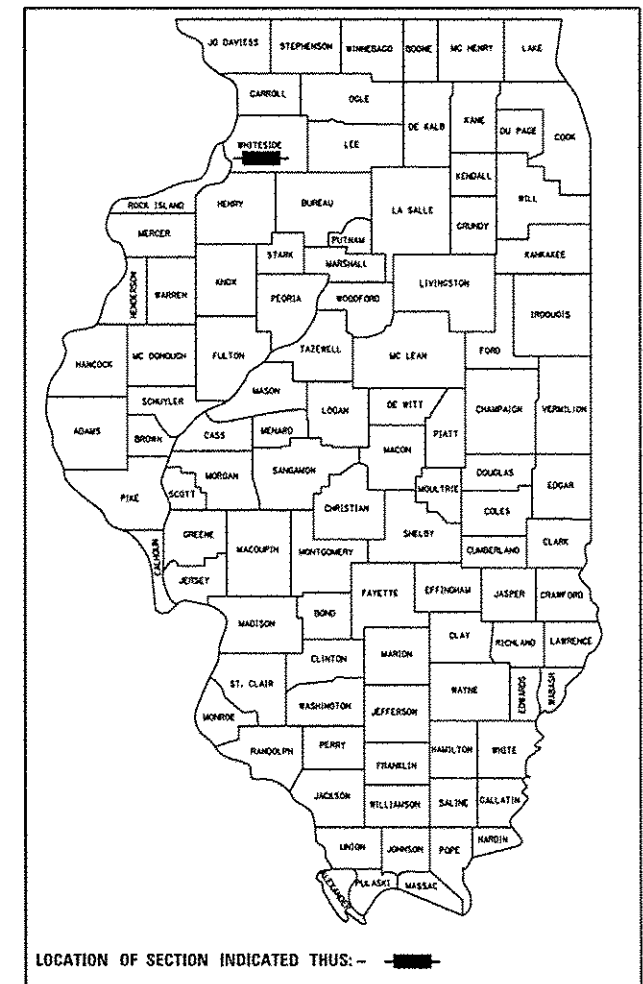 JO DAVIESS STEPHENSON WINNEBAGO BOONE MC HENRY LAKE
CARROLL OGLE DE KALB KANE DU PAGE COOK
WHITESIDE LEE
KENDALL WILL
ROCK ISLAND HENRY BUREAU LA SALLE GRUNDY
MERCER PUTNAM KANKAKEE
STARK MARSHALL
HENDERSON WARREN KNOX PEORIA WOODFORD LIVINGSTON IROQUOIS
HANCOCK MC DONOUGH FULTON TAZEWELL MC LEAN FORD
MASON
SCHUYLER LOGAN DE WITT CHAMPAIGN VERMILION
ADAMS BROWN CASS MENARD PIATT
MACON
PIKE SCOTT MORGAN SANGAMON MOULTRIE DOUGLAS EDGAR
CHRISTIAN COLES
CALHOUN GREENE MACOUPIN MONTGOMERY SHELBY CUMBERLAND CLARK
JERSEY
MADISON BOND FAYETTE EFFINGHAM JASPER CRAWFORD
CLAY RICHLAND LAWRENCE
CLINTON MARION
ST. CLAIR WAYNE EDWARDS WABASH
MONROE WASHINGTON JEFFERSON
RANDOLPH PERRY HAMILTON WHITE
FRANKLIN
JACKSON WILLIAMSON SALINE GALLATIN
UNION JOHNSON POPE HARDIN
ALEXANDER PULASKI MASSAC
LOCATION OF SECTION INDICATED THUS: -